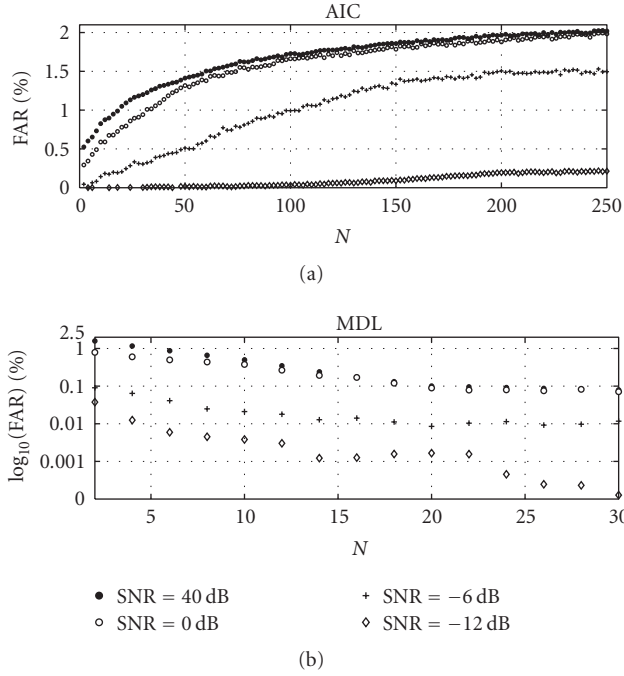 AIC
2
1.5
1
0.5
0
FAR (%)
0 50 100 150 200 250
N
(a)
MDL
2.5
1
0.1
0.01
0.001
0
log₁₀(FAR) (%)
5 10 15 20 25 30
N
SNR = 40 dB
SNR = −6 dB
SNR = 0 dB
SNR = −12 dB
(b)